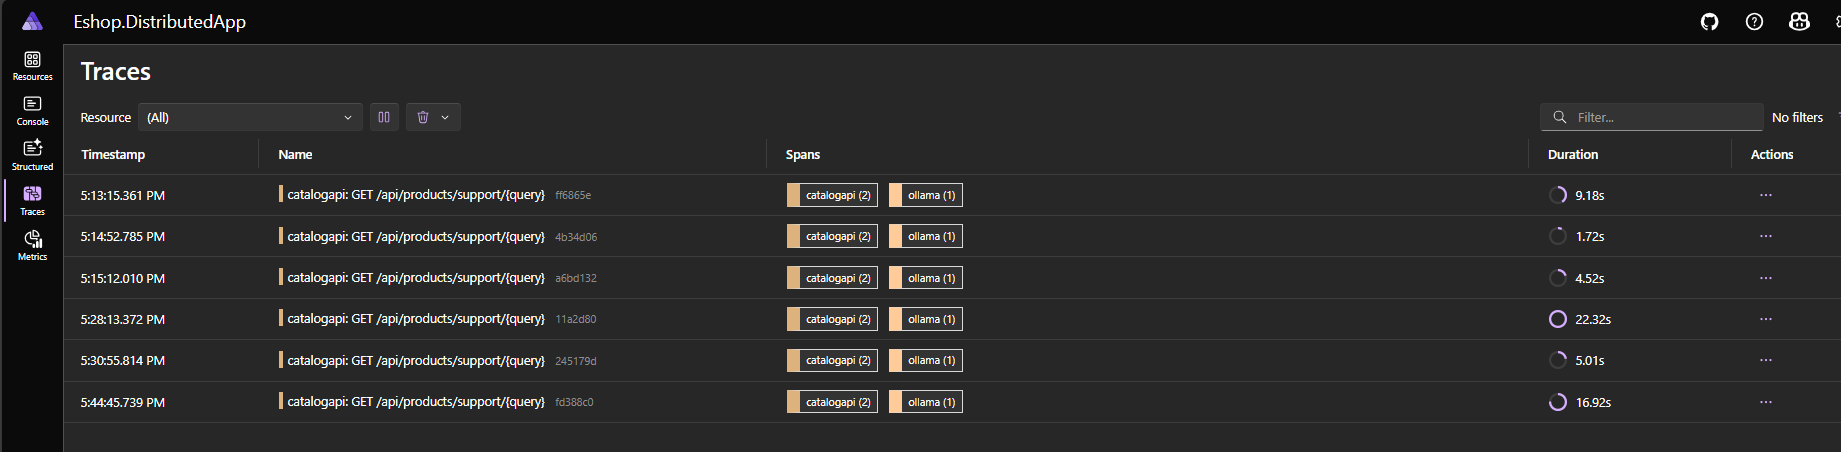 Eshop.DistributedApp
Resources
Console
Structured
Traces
Metrics
Traces
Resource (All) Filter... No filters
Timestamp Name Spans Duration Actions
5:13:15.361 PM catalogapi: GET /api/products/support/{query} ff6865e catalogapi (2) ollama (1) 9.18s ...
5:14:52.785 PM catalogapi: GET /api/products/support/{query} 4b34d06 catalogapi (2) ollama (1) 1.72s ...
5:15:12.010 PM catalogapi: GET /api/products/support/{query} a6bd132 catalogapi (2) ollama (1) 4.52s ...
5:28:13.372 PM catalogapi: GET /api/products/support/{query} 11a2d80 catalogapi (2) ollama (1) 22.32s ...
5:30:55.814 PM catalogapi: GET /api/products/support/{query} 245179d catalogapi (2) ollama (1) 5.01s ...
5:44:45.739 PM catalogapi: GET /api/products/support/{query} fd388c0 catalogapi (2) ollama (1) 16.92s ...